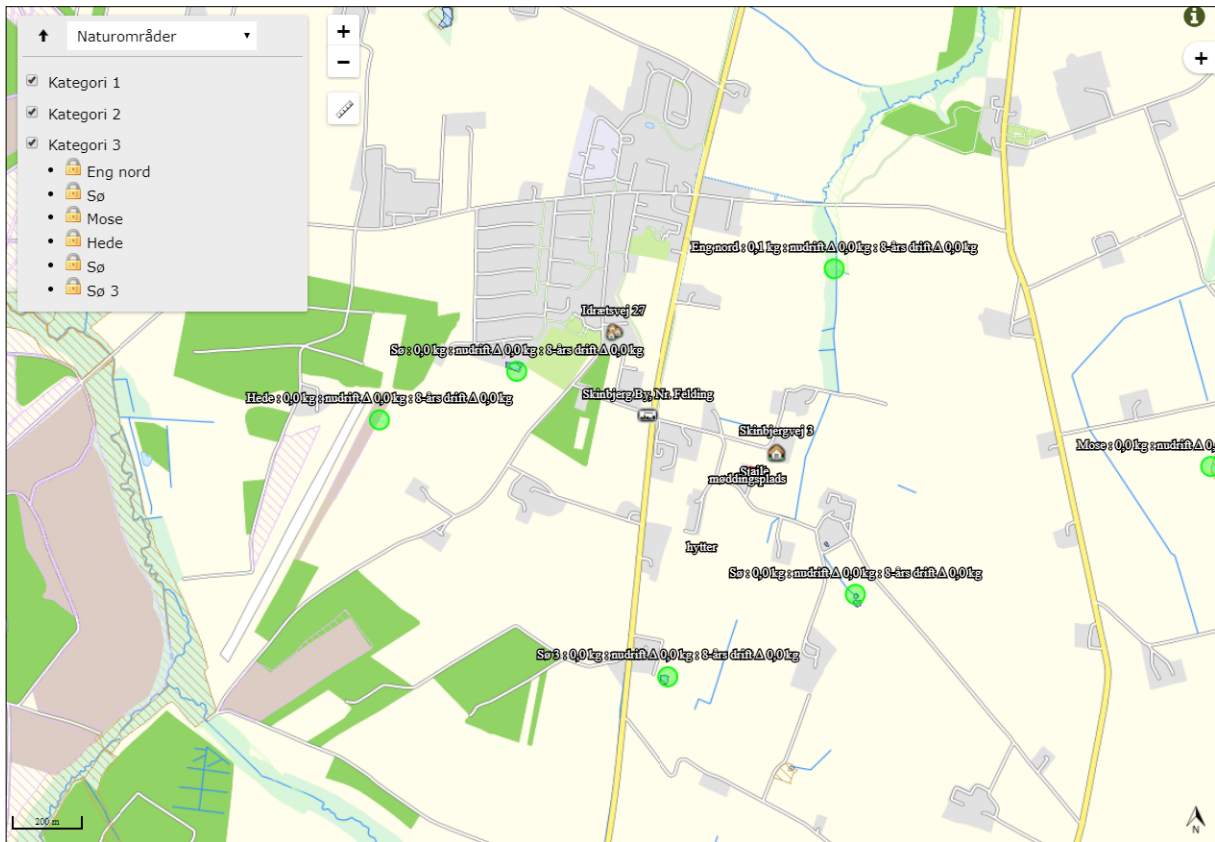 Naturområder
Kategori 1
Kategori 2
Kategori 3
Eng nord
Sø
Mose
Hede
Sø
Sø 3
+
−
i
+
Eng nord : 0,1 kg : nudrift Δ 0,0 kg : 8-års drift Δ 0,0 kg
Idrætsvej 27
Sø : 0,0 kg : nudrift Δ 0,0 kg : 8-års drift Δ 0,0 kg
Hede : 0,0 kg : nudrift Δ 0,0 kg : 8-års drift Δ 0,0 kg
Skinbjerg By, Nr. Felding
Skinbjergvej 3
Mose : 0,0 kg : nudrift Δ 0,
møddingsplads
hytter
Sø : 0,0 kg : nudrift Δ 0,0 kg : 8-års drift Δ 0,0 kg
Sø 3 : 0,0 kg : nudrift Δ 0,0 kg : 8-års drift Δ 0,0 kg
200 m
N